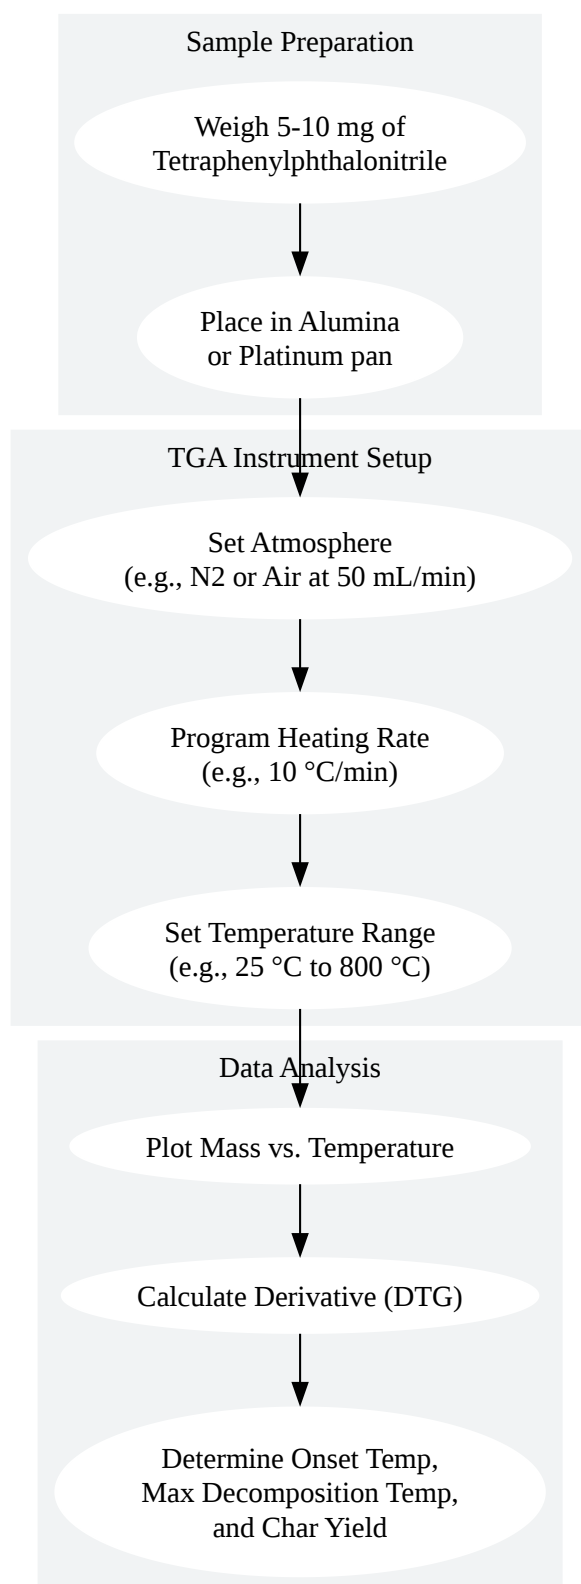 Sample Preparation
Weigh 5-10 mg of
Tetraphenylphthalonitrile
Place in Alumina
or Platinum pan
TGA Instrument Setup
Set Atmosphere
(e.g., N2 or Air at 50 mL/min)
Program Heating Rate
(e.g., 10 °C/min)
Set Temperature Range
(e.g., 25 °C to 800 °C)
Data Analysis
Plot Mass vs. Temperature
Calculate Derivative (DTG)
Determine Onset Temp,
Max Decomposition Temp,
and Char Yield